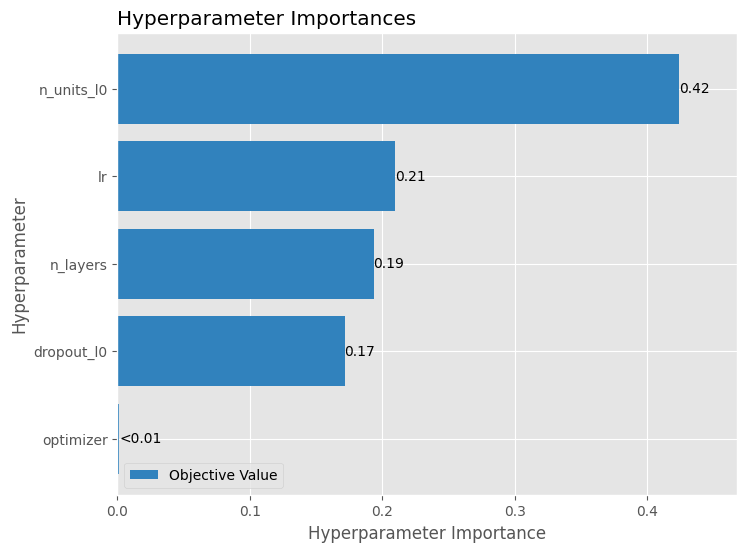 Hyperparameter Importances
Hyperparameter
n_units_l0
0.42
lr
0.21
n_layers
0.19
dropout_l0
0.17
optimizer
<0.01
Objective Value
0.0 0.1 0.2 0.3 0.4
Hyperparameter Importance